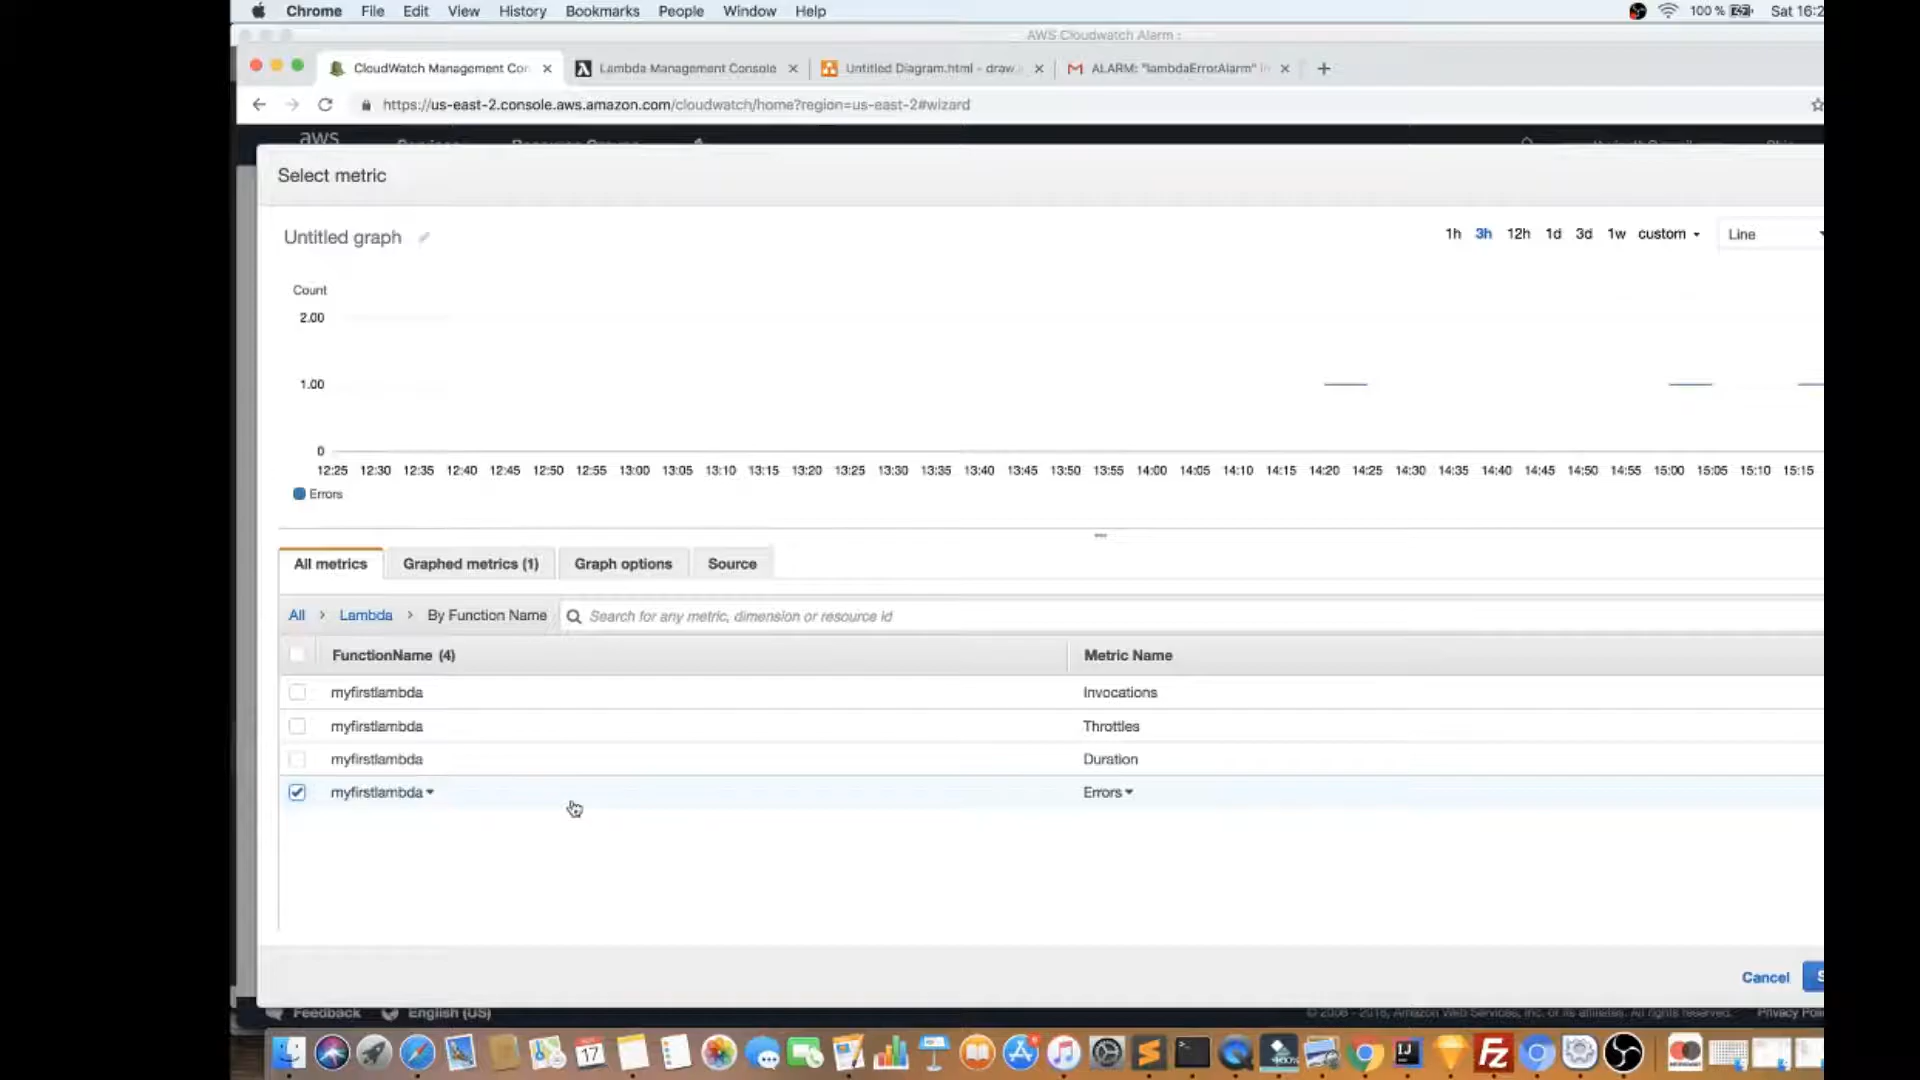 Chrome File Edit View History Bookmarks People Window Help 100 % Sat 16:2
AWS Cloudwatch Alarm :
CloudWatch Management Con Lambda Management Console Untitled Diagram.html - draw. ALARM: "lambdaErrorAlarm" in
https://us-east-2.console.aws.amazon.com/cloudwatch/home?region=us-east-2#wizard
aws
Select metric
Untitled graph
1h 3h 12h 1d 3d 1w custom Line
Count
2.00
1.00
0
12:25 12:30 12:35 12:40 12:45 12:50 12:55 13:00 13:05 13:10 13:15 13:20 13:25 13:30 13:35 13:40 13:45 13:50 13:55 14:00 14:05 14:10 14:15 14:20 14:25 14:30 14:35 14:40 14:45 14:50 14:55 15:00 15:05 15:10 15:15
Errors
All metrics Graphed metrics (1) Graph options Source
All > Lambda > By Function Name Search for any metric, dimension or resource id
FunctionName (4) Metric Name
myfirstlambda Invocations
myfirstlambda Throttles
myfirstlambda Duration
myfirstlambda Errors
Cancel S
Feedback English (US) © 2008 - 2018, Amazon Web Services, Inc. or its affiliates. All rights reserved. Privacy Poli
17